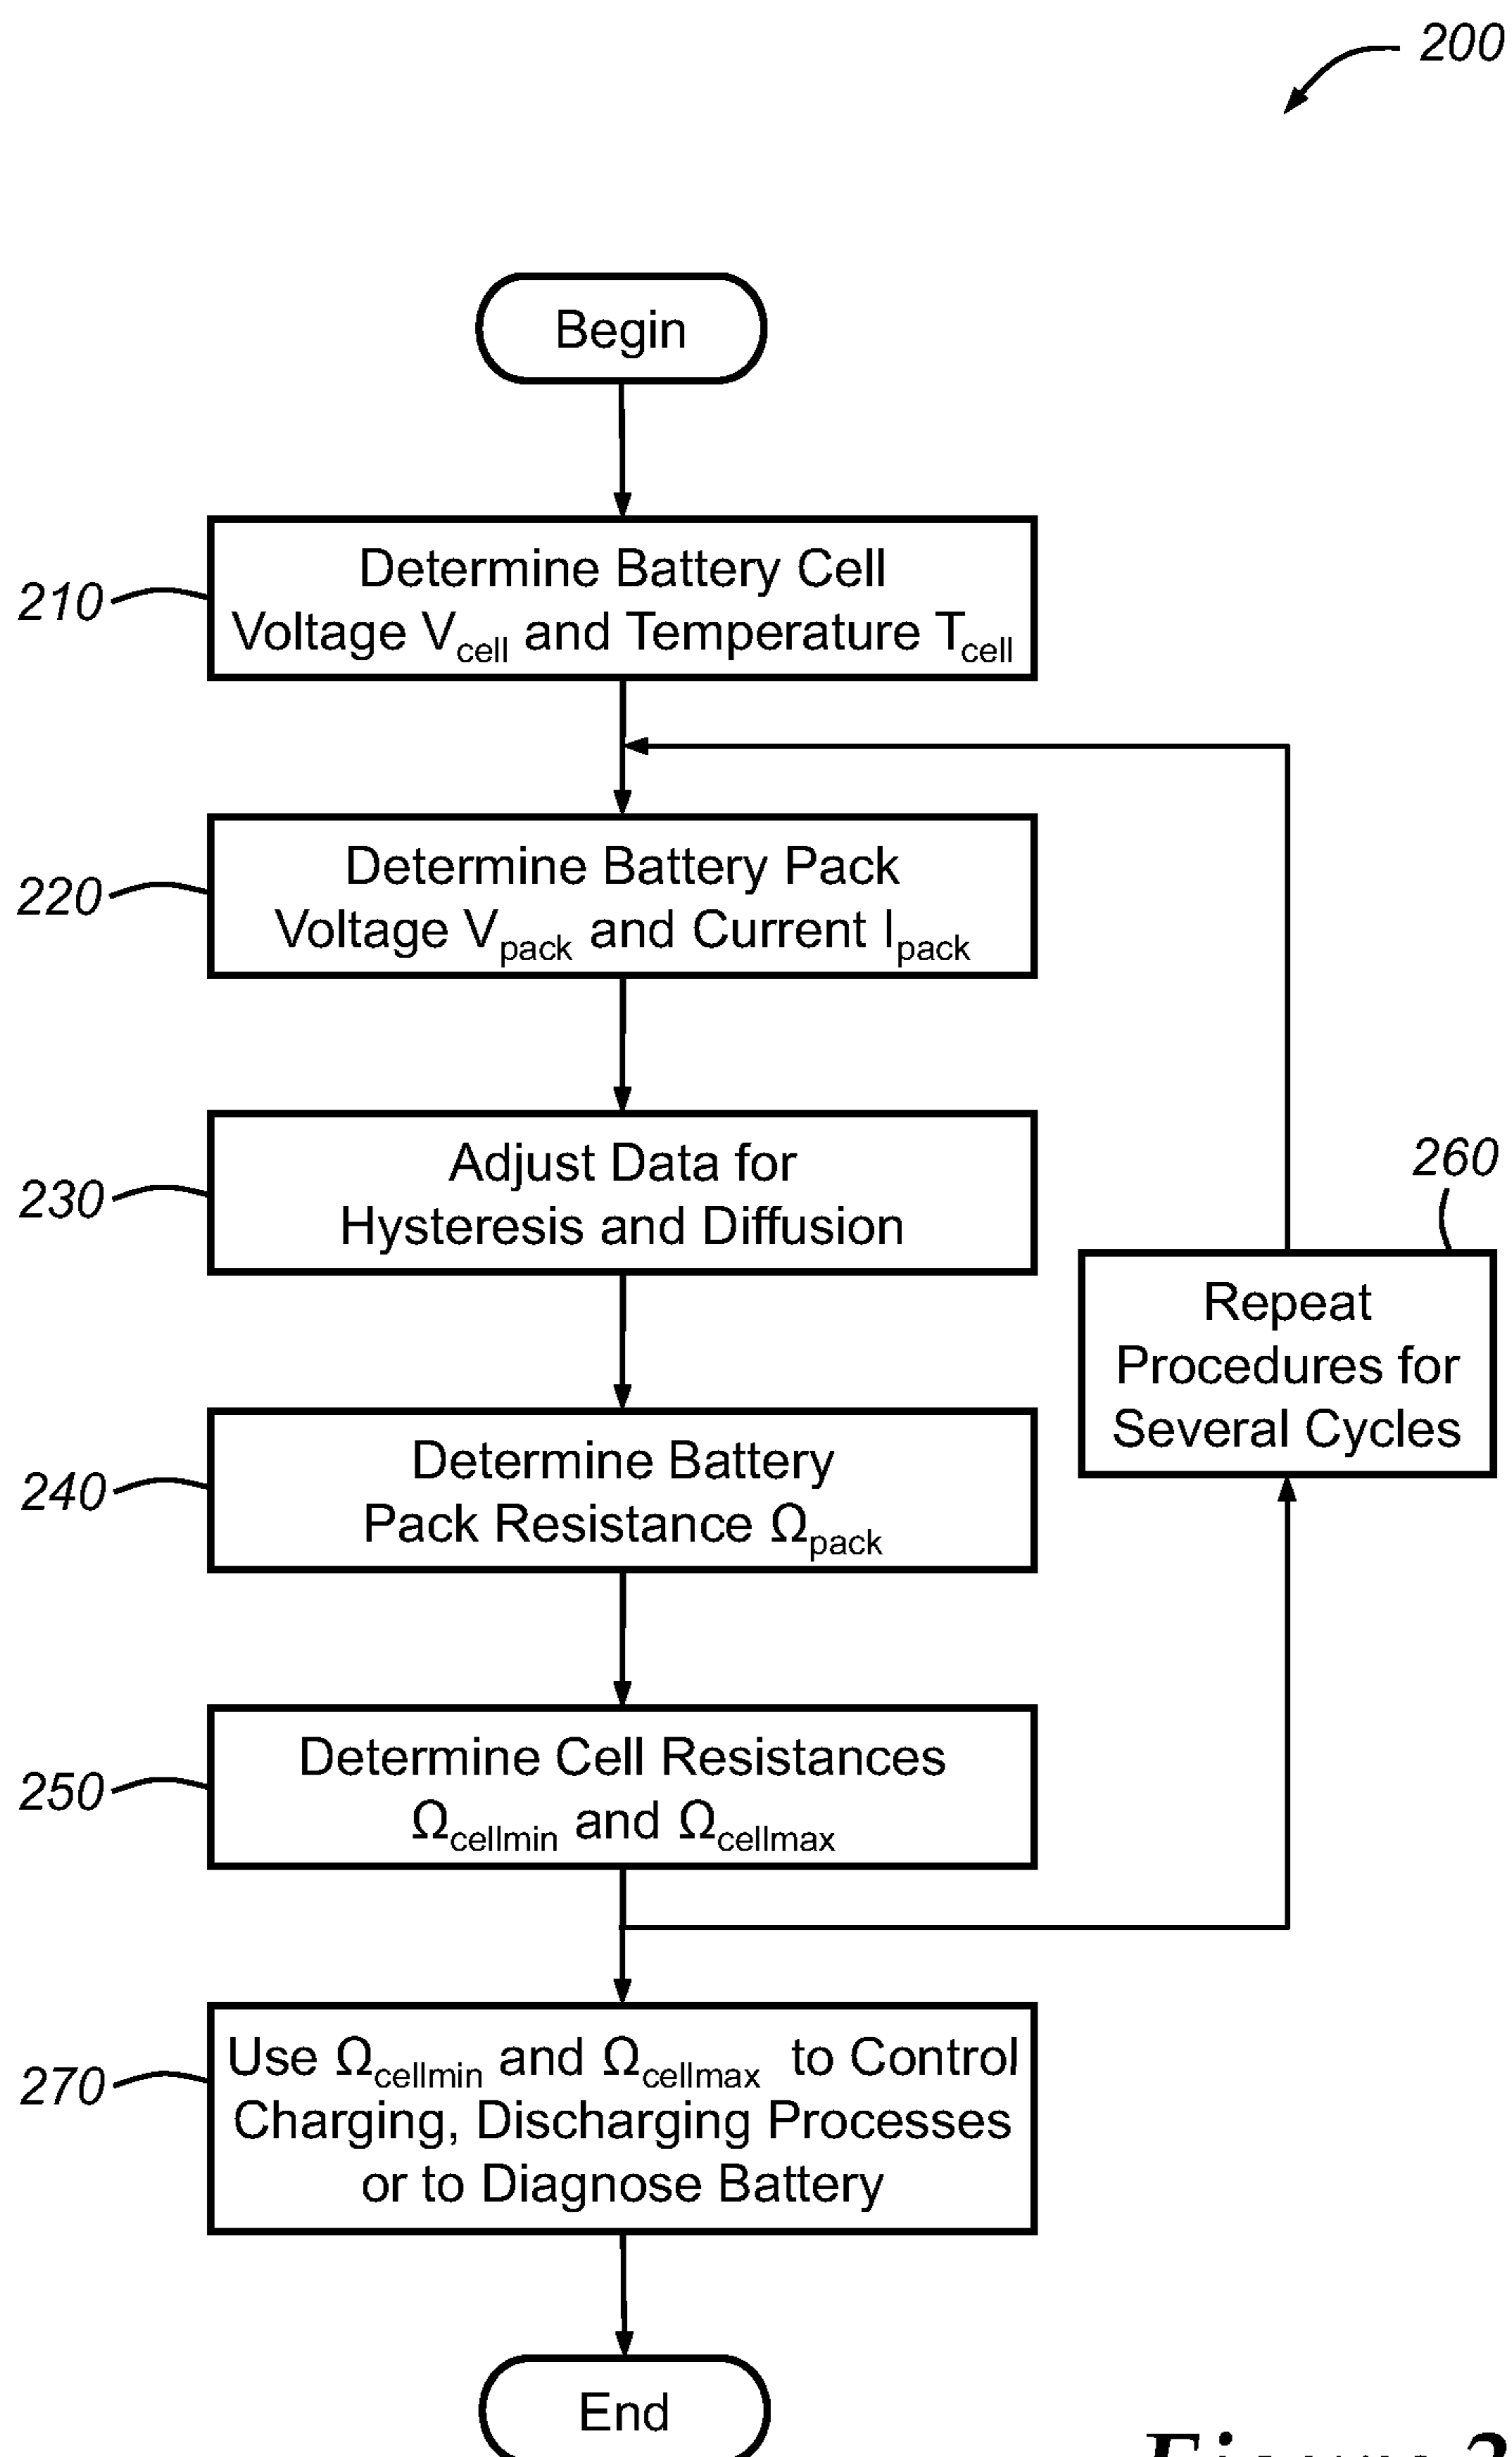 200
Begin
210
Determine Battery Cell
Voltage Vcell and Temperature Tcell
220
Determine Battery Pack
Voltage Vpack and Current Ipack
230
Adjust Data for
Hysteresis and Diffusion
260
Repeat
Procedures for
Several Cycles
240
Determine Battery
Pack Resistance Ωpack
250
Determine Cell Resistances
Ωcellmin and Ωcellmax
270
Use Ωcellmin and Ωcellmax to Control
Charging, Discharging Processes
or to Diagnose Battery
End